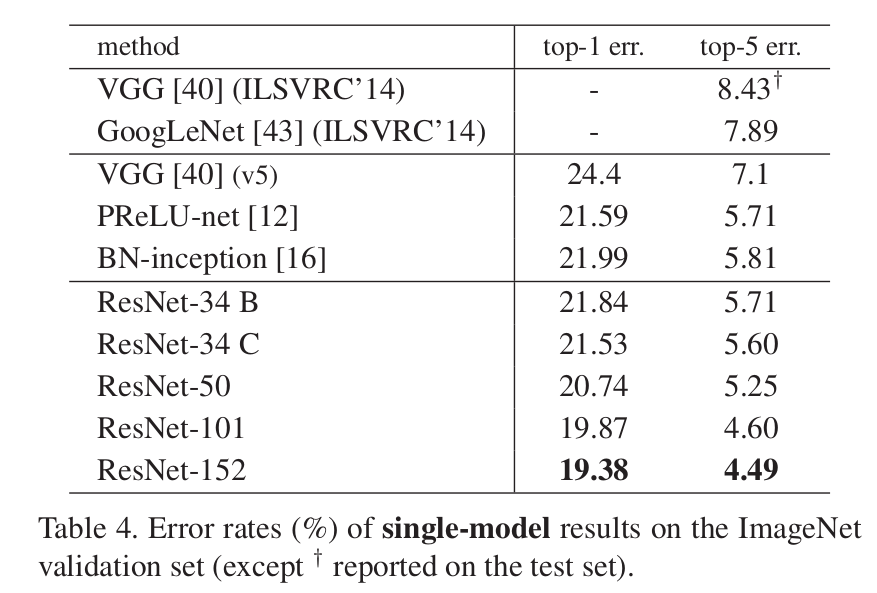 method top-1 err. top-5 err.
VGG [40] (ILSVRC’14) - 8.43†
GoogLeNet [43] (ILSVRC’14) - 7.89
VGG [40] (v5) 24.4 7.1
PReLU-net [12] 21.59 5.71
BN-inception [16] 21.99 5.81
ResNet-34 B 21.84 5.71
ResNet-34 C 21.53 5.60
ResNet-50 20.74 5.25
ResNet-101 19.87 4.60
ResNet-152 19.38 4.49
Table 4. Error rates (%) of single-model results on the ImageNet
validation set (except † reported on the test set).